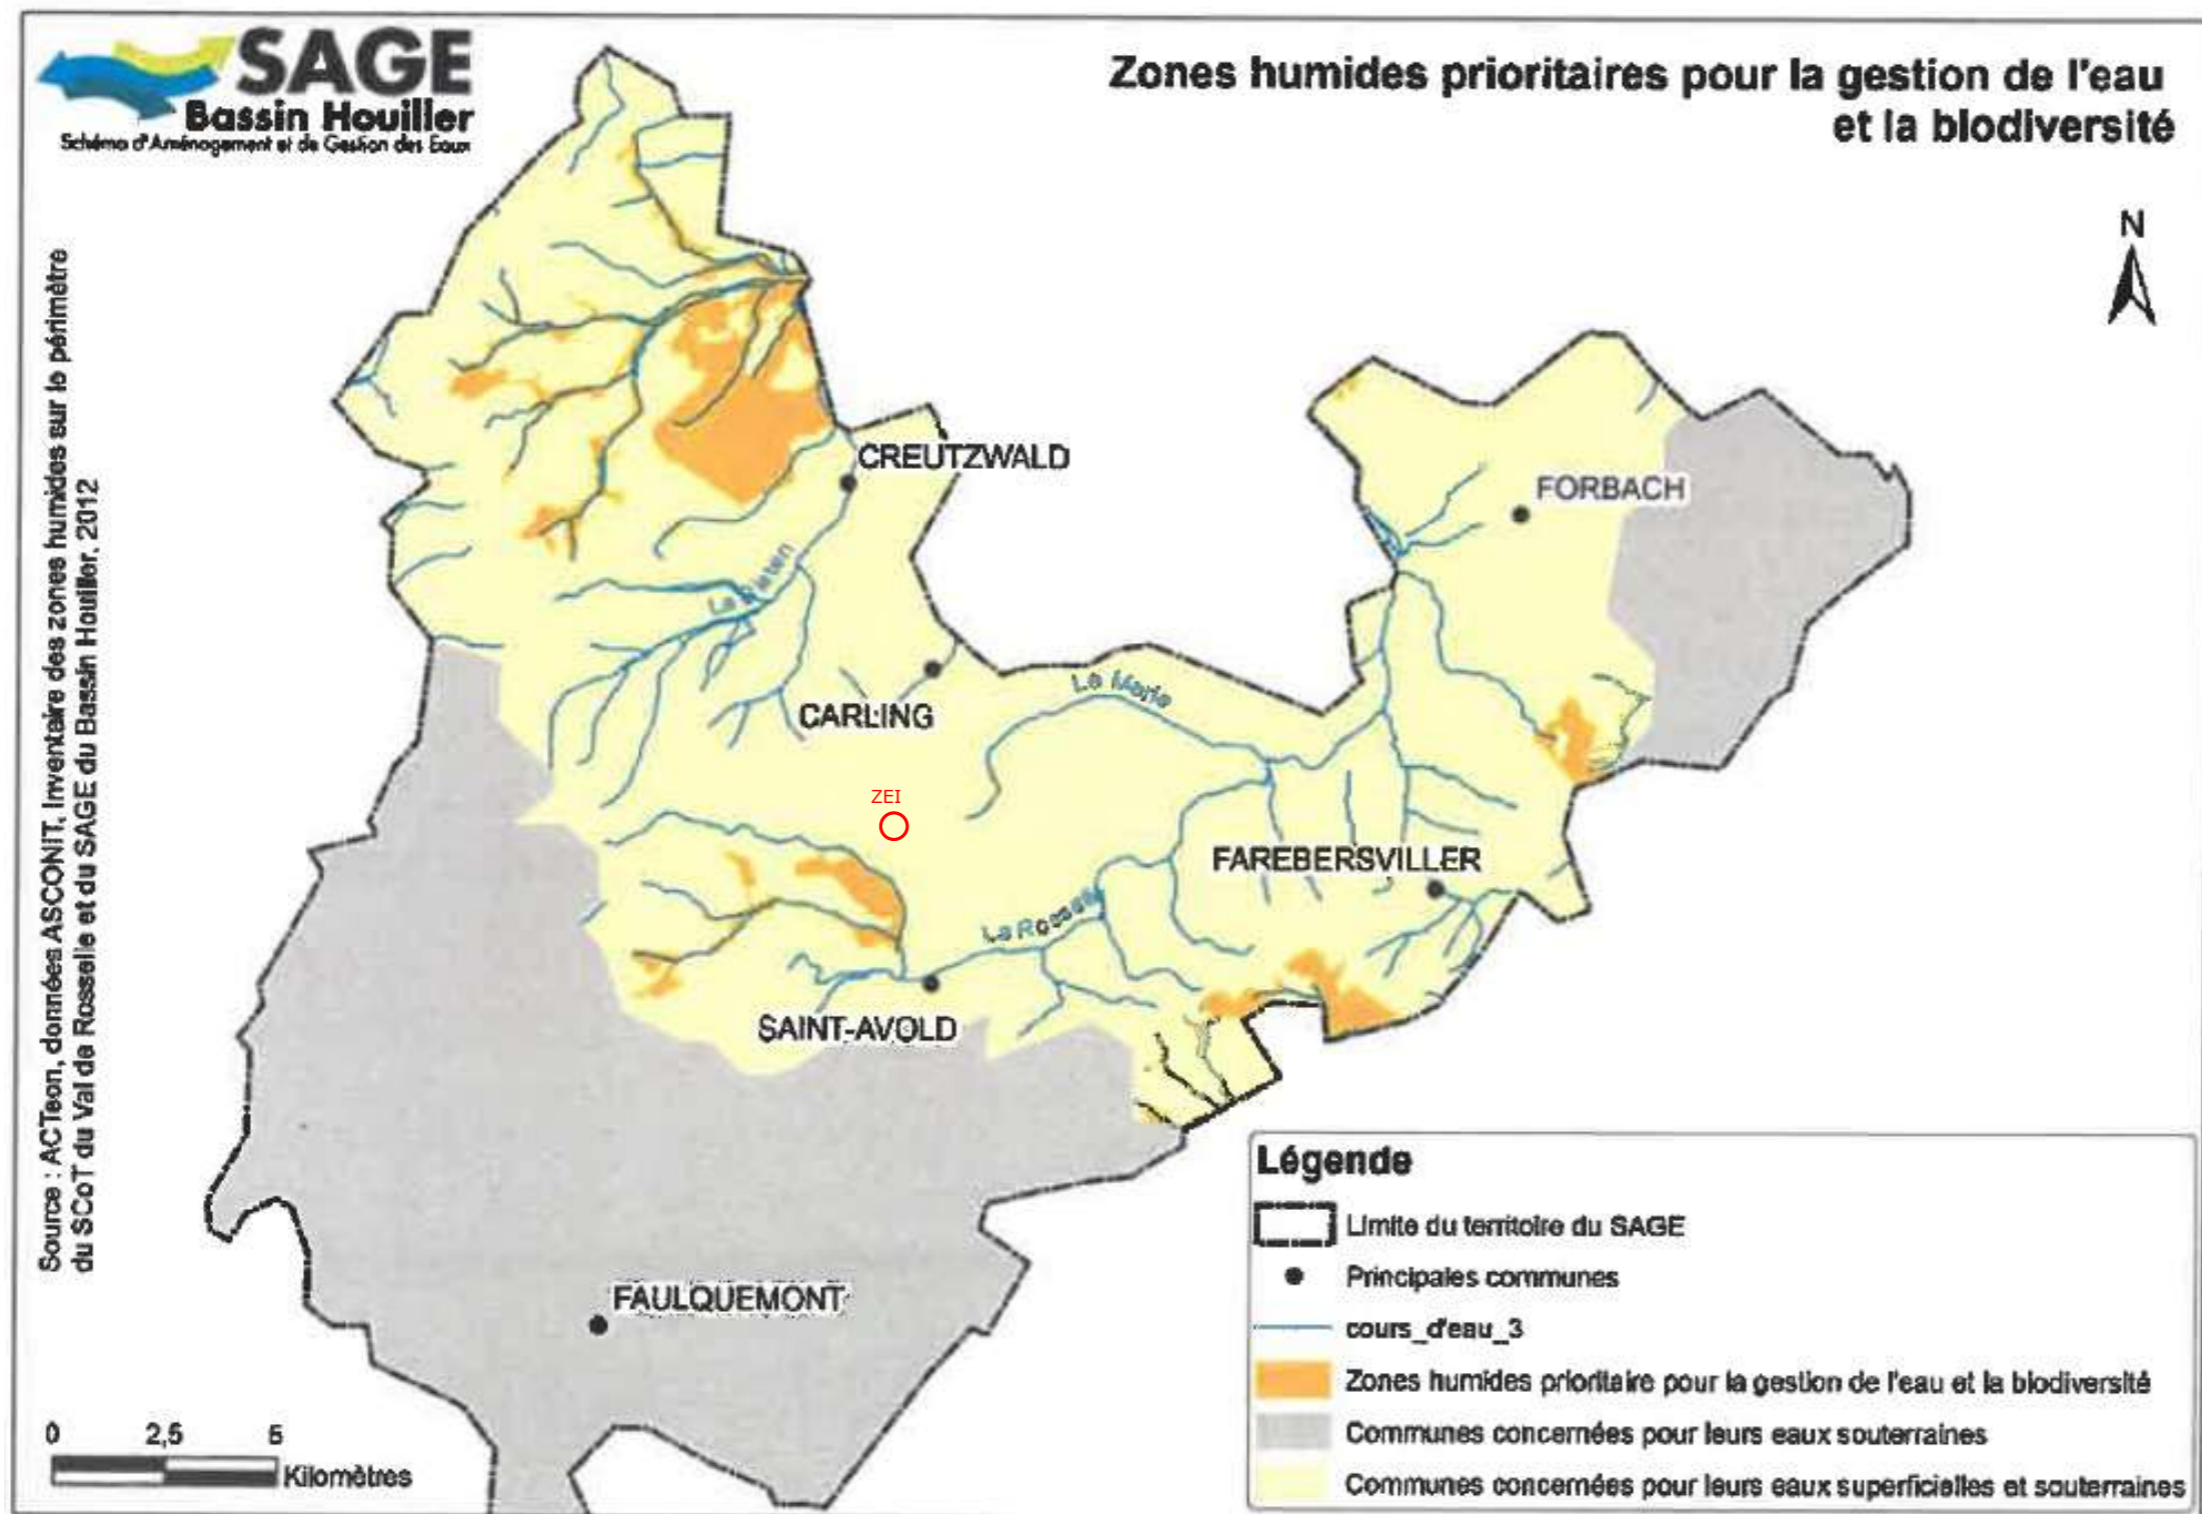 SAGE
Bassin Houiller
Schéma d'Aménagement et de Gestion des Eaux
Zones humides prioritaires pour la gestion de l'eau
et la biodiversité
N
Source : ACTeon, données ASCONIT, Inventaire des zones humides sur le périmètre
du SCoT du Val de Rosselle et du SAGE du Bassin Houiller, 2012
CREUTZWALD
FORBACH
La Bisten
Le Merle
CARLING
ZEI
FAREBERSVILLER
La Rosselle
SAINT-AVOLD
FAULQUEMONT
Légende
Limite du territoire du SAGE
Principales communes
cours_d'eau_3
Zones humides prioritaire pour la gestion de l'eau et la biodiversité
Communes concernées pour leurs eaux souterraines
Communes concernées pour leurs eaux superficielles et souterraines
0 2,5 5
Kilomètres